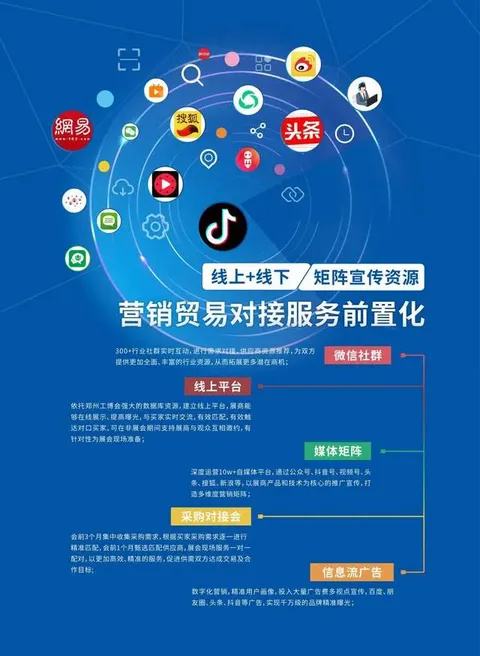 網易
www.163.com
搜狐
头条
线上+线下
矩阵宣传资源
营销贸易对接服务前置化
300+行业社群实时互动,进行需求对接,供应商资源推荐,为双方
提供更加全面、丰富的行业资源,从而拓展更多潜在商机;
微信社群
线上平台
依托郑州工博会强大的数据库资源,建立线上平台,展商能
够在线展示、提高曝光,与买家实时交流,有效匹配,有效触
达对口买家。可在非展会期间支持展商与观众互相邀约,有
针对性为展会现场作准备;
媒体矩阵
深度运营10w+自媒体平台,通过公众号、抖音号、视频号、头
条、搜狐、新浪等,以展商产品和技术为核心的推广宣传,打
造多维度营销矩阵;
采购对接会
会前3个月集中收集采购需求,根据买家采购需求逐一进行
精准匹配,会前1个月甄选匹配供应商,展会现场服务一对一
配对,以更加高效、精准的服务,促进供需双方达成交易及合
作目标;
信息流广告
数字化营销,精准用户画像,投入大量广告费多视点宣传,百度、朋
友圈、头条、抖音等广告,实现千万级的品牌精准曝光;